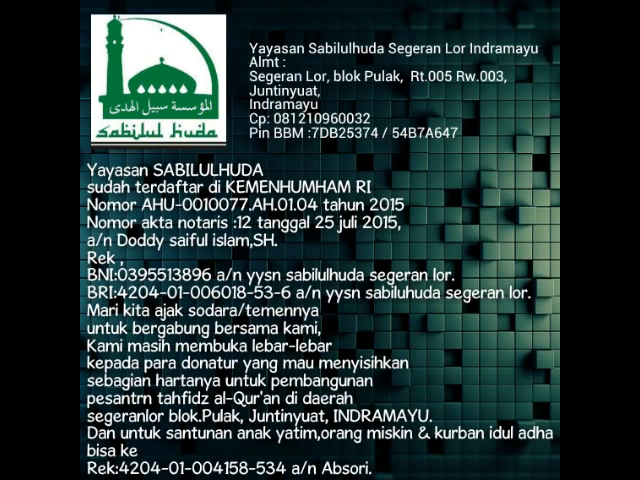 المؤسسة سبيل الهدى
sabilul huda
Yayasan Sabilulhuda Segeran Lor Indramayu
Almt :
Segeran Lor, blok Pulak, Rt.005 Rw.003,
Juntinyuat,
Indramayu
Cp: 081210960032
Pin BBM :7DB25374 / 54B7A647
Yayasan SABILULHUDA
sudah terdaftar di KEMENHUMHAM RI
Nomor AHU-0010077.AH.01.04 tahun 2015
Nomor akta notaris :12 tanggal 25 juli 2015,
a/n Doddy saiful islam,SH.
Rek ,
BNI:0395513896 a/n yysn sabilulhuda segeran lor.
BRI:4204-01-006018-53-6 a/n yysn sabiluhuda segeran lor.
Mari kita ajak sodara/temennya
untuk bergabung bersama kami,
Kami masih membuka lebar-lebar
kepada para donatur yang mau menyisihkan
sebagian hartanya untuk pembangunan
pesantrn tahfidz al-Qur'an di daerah
segeranlor blok.Pulak, Juntinyuat, INDRAMAYU.
Dan untuk santunan anak yatim,orang miskin & kurban idul adha
bisa ke
Rek:4204-01-004158-534 a/n Absori.